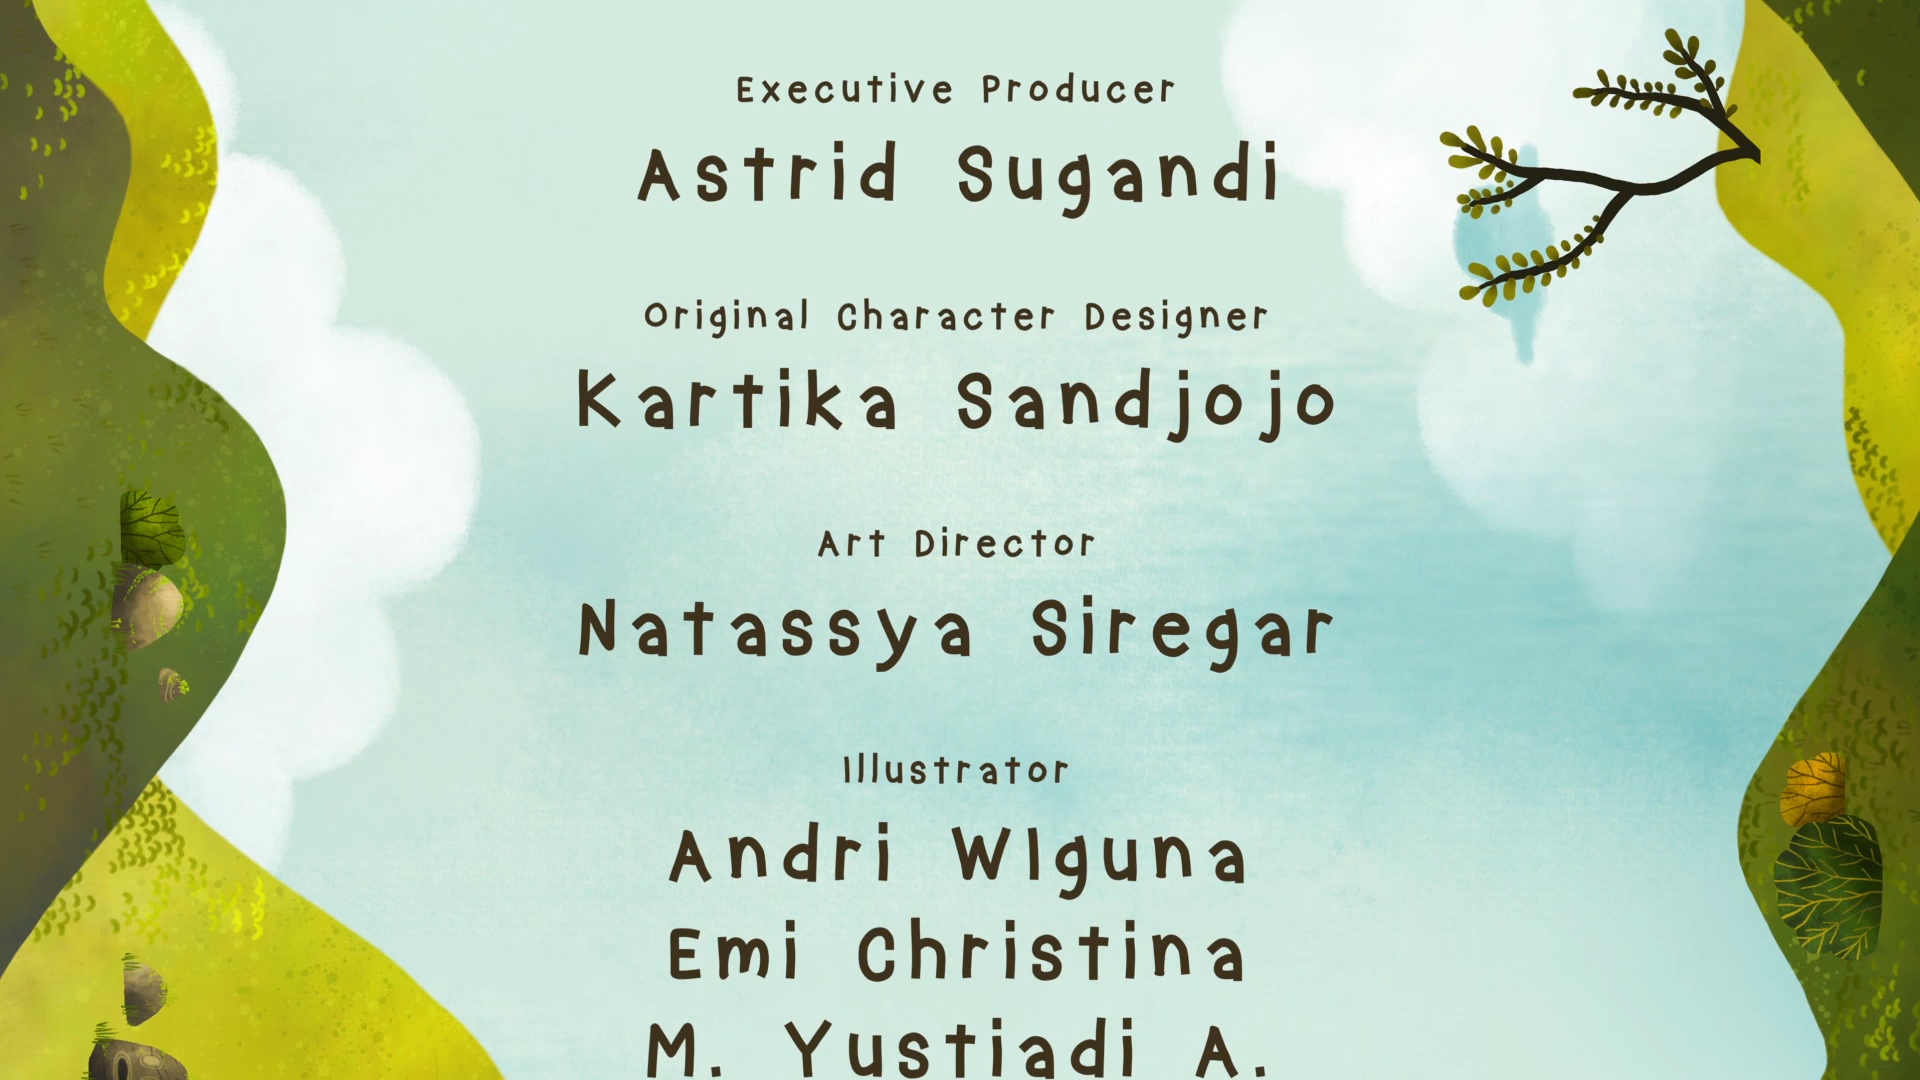 Executive Producer
Astrid Sugandi
Original Character Designer
Kartika Sandjojo
Art Director
Natassya Siregar
Illustrator
Andri WIguna
Emi Christina
M. Yustiadi A.